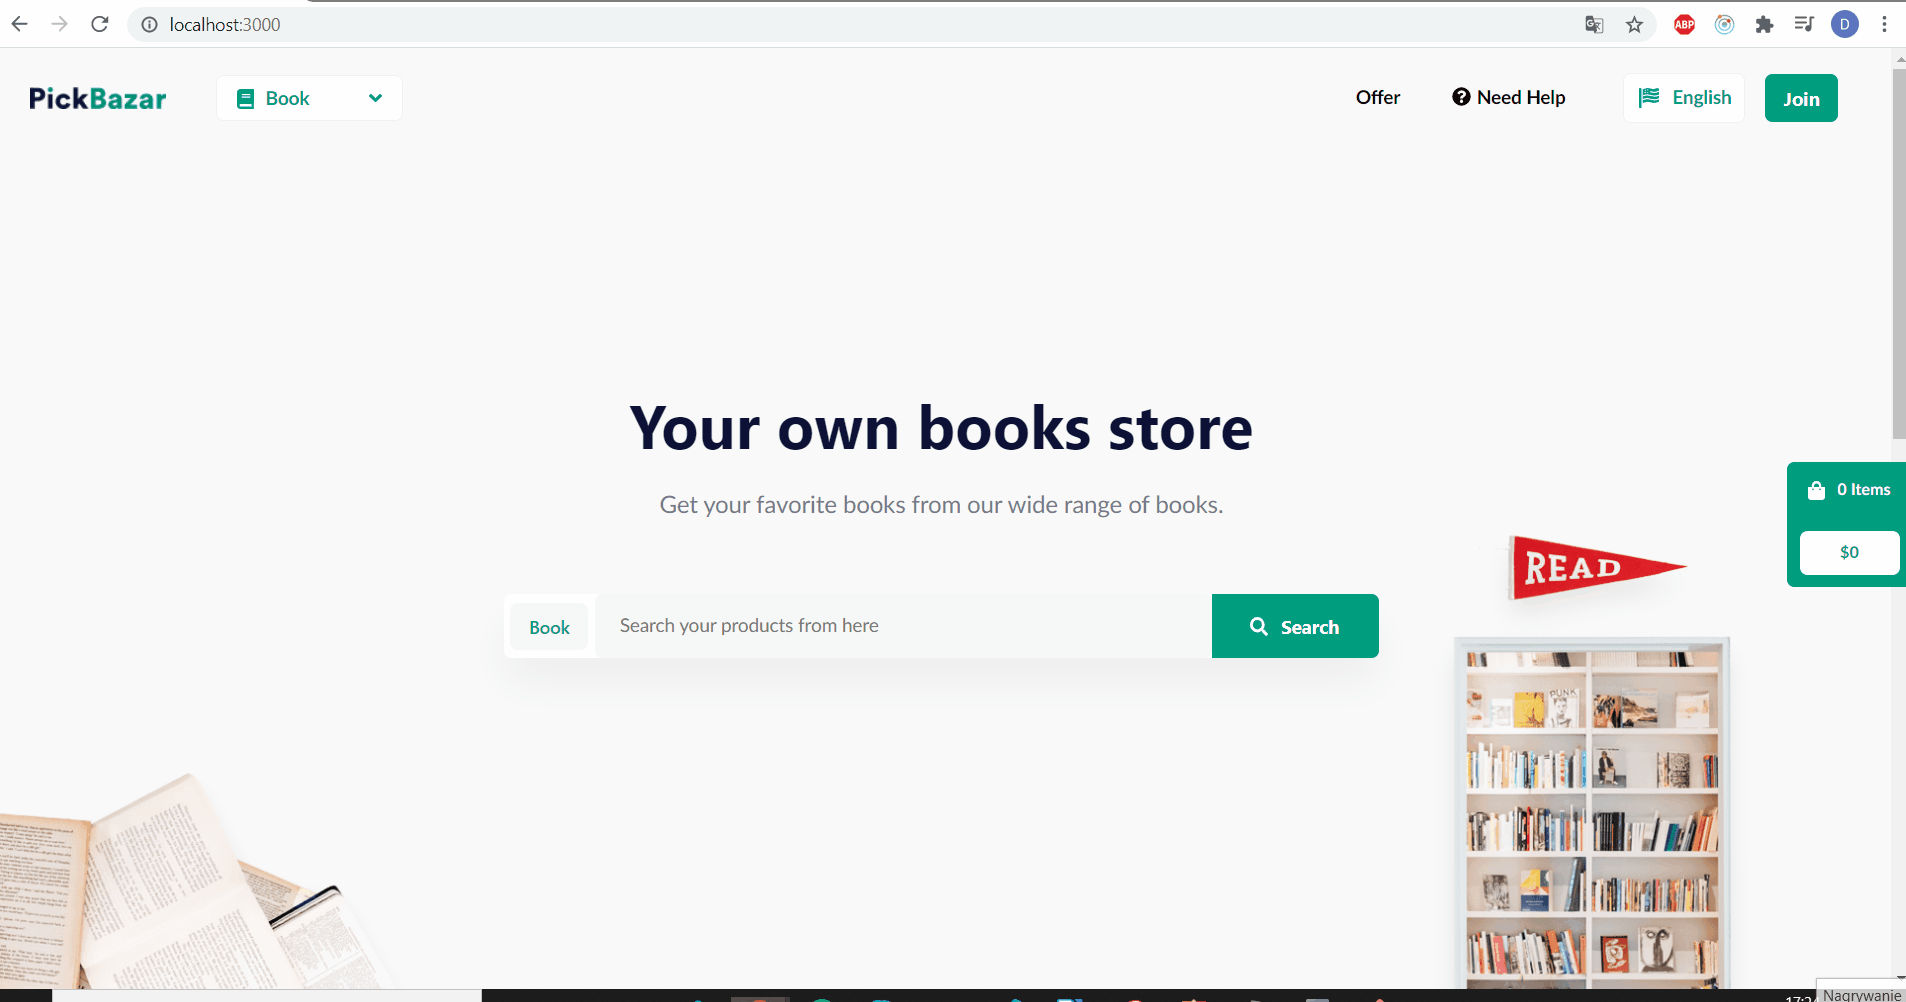 localhost:3000
ABP
D
PickBazar
Book
Offer
Need Help
English
Join
Your own books store
Get your favorite books from our wide range of books.
0 Items
$0
READ
Book
Search your products from here
Search
PUNK
Nagrywanie